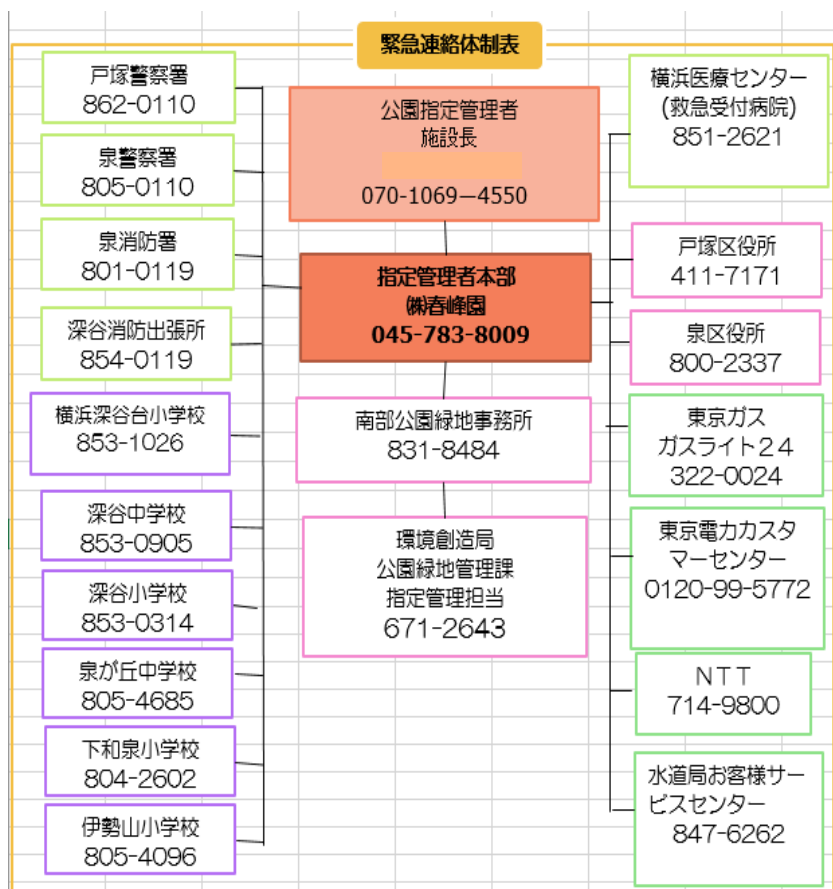 緊急連絡体制表
戸塚警察署
862-0110
泉警察署
805-0110
泉消防署
801-0119
深谷消防出張所
854-0119
横浜深谷台小学校
853-1026
深谷中学校
853-0905
深谷小学校
853-0314
泉が丘中学校
805-4685
下和泉小学校
804-2602
伊勢山小学校
805-4096
公園指定管理者
施設長
070-1069—4550
指定管理者本部
㈱春峰園
045-783-8009
南部公園緑地事務所
831-8484
環境創造局
公園緑地管理課
指定管理担当
671-2643
横浜医療センター
(救急受付病院)
851-2621
戸塚区役所
411-7171
泉区役所
800-2337
東京ガス
ガスライト２４
322-0024
東京電力カスタ
マーセンター
0120-99-5772
ＮＴＴ
714-9800
水道局お客様サー
ビスセンター
847-6262